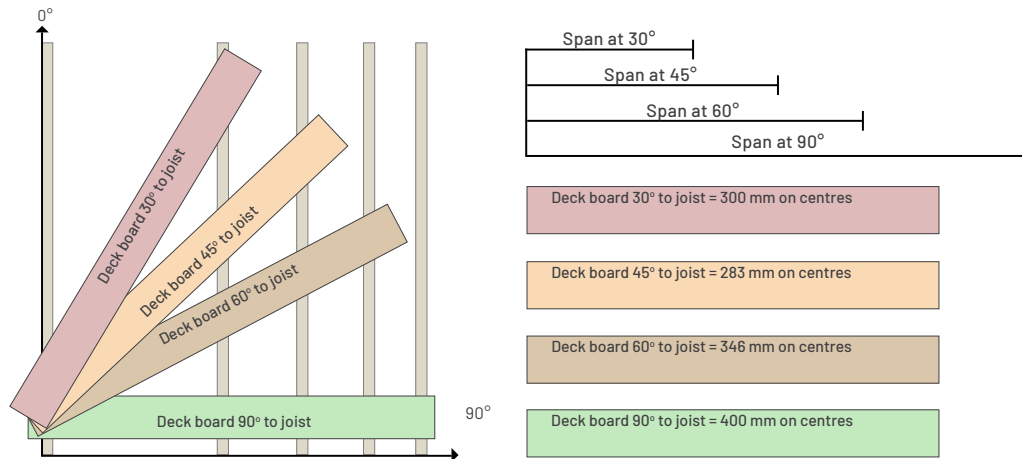 0°
Deck board 30° to joist
Deck board 45° to joist
Deck board 60° to joist
Deck board 90° to joist
90°
Span at 30°
Span at 45°
Span at 60°
Span at 90°
Deck board 30° to joist = 300 mm on centres
Deck board 45° to joist = 283 mm on centres
Deck board 60° to joist = 346 mm on centres
Deck board 90° to joist = 400 mm on centres